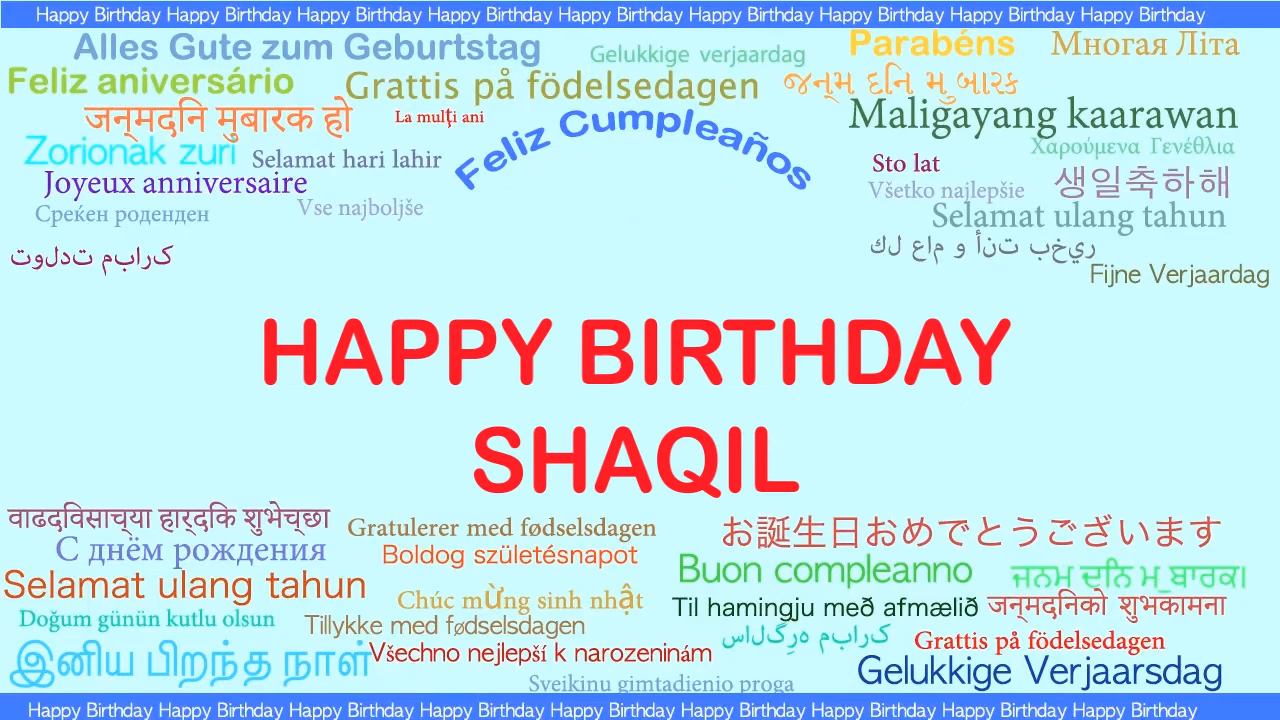 Happy Birthday Happy Birthday Happy Birthday Happy Birthday Happy Birthday Happy Birthday Happy Birthday Happy Birthday Happy Birthday
Alles Gute zum Geburtstag
Gelukkige verjaardag
Parabéns
Многая Літа
Feliz aniversário
Grattis på födelsedagen
જન્મ દિન મુબારક
जन्मदिन मुबारक हो
La mulţi ani
Feliz Cumpleaños
Maligayang kaarawan
Zorionak zuri
Selamat hari lahir
Χαρούμενα Γενέθλια
Sto lat
Joyeux anniversaire
Všetko najlepšie
생일축하해
Среќен роденден
Vse najboljše
Selamat ulang tahun
تولدت مبارک
كل عام و أنت بخير
Fijne Verjaardag
HAPPY BIRTHDAY
SHAQIL
वाढदिवसाच्या हार्दिक शुभेच्छा
Gratulerer med fødselsdagen
お誕生日おめでとうございます
С днём рождения
Boldog születésnapot
Buon compleanno
ਜਨਮ ਦਿਨ ਮੁਬਾਰਕ।
Selamat ulang tahun
Chúc mừng sinh nhật
Til hamingju með afmælið
जन्मदिनको शुभकामना
Doğum günün kutlu olsun
Tillykke med fødselsdagen
سالگرہ مبارک
Grattis på födelsedagen
இனிய பிறந்த நாள்
Všechno nejlepší k narozeninám
Gelukkige Verjaarsdag
Sveikinu gimtadienio proga
Happy Birthday Happy Birthday Happy Birthday Happy Birthday Happy Birthday Happy Birthday Happy Birthday Happy Birthday Happy Birthday